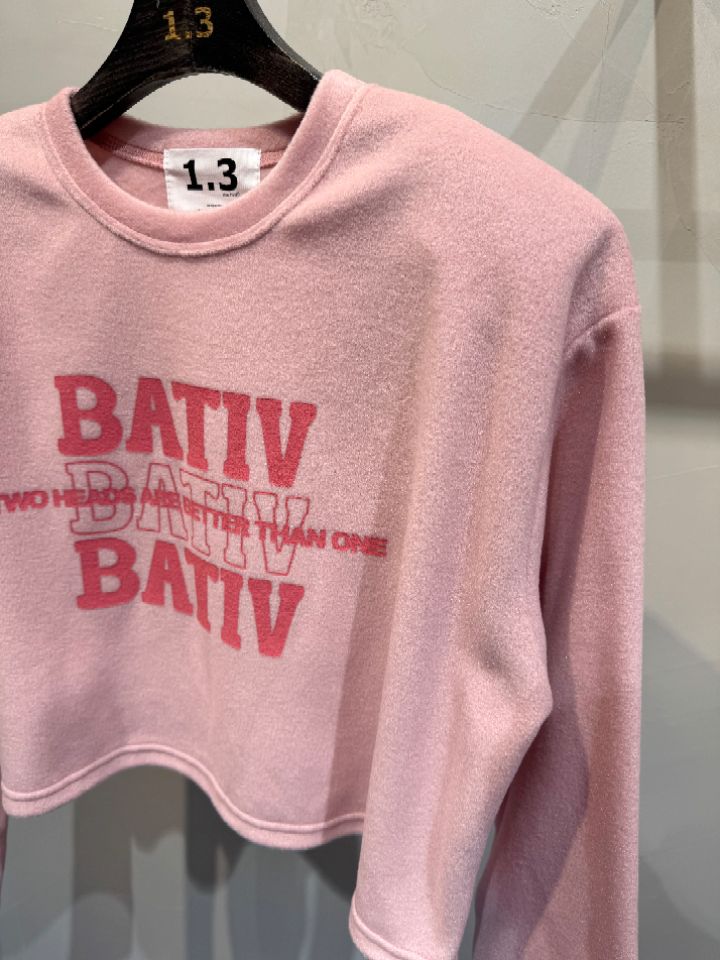 1.3
1.3
BATIV
BATIV
TWO HEADS ARE BETTER THAN ONE
BATIV